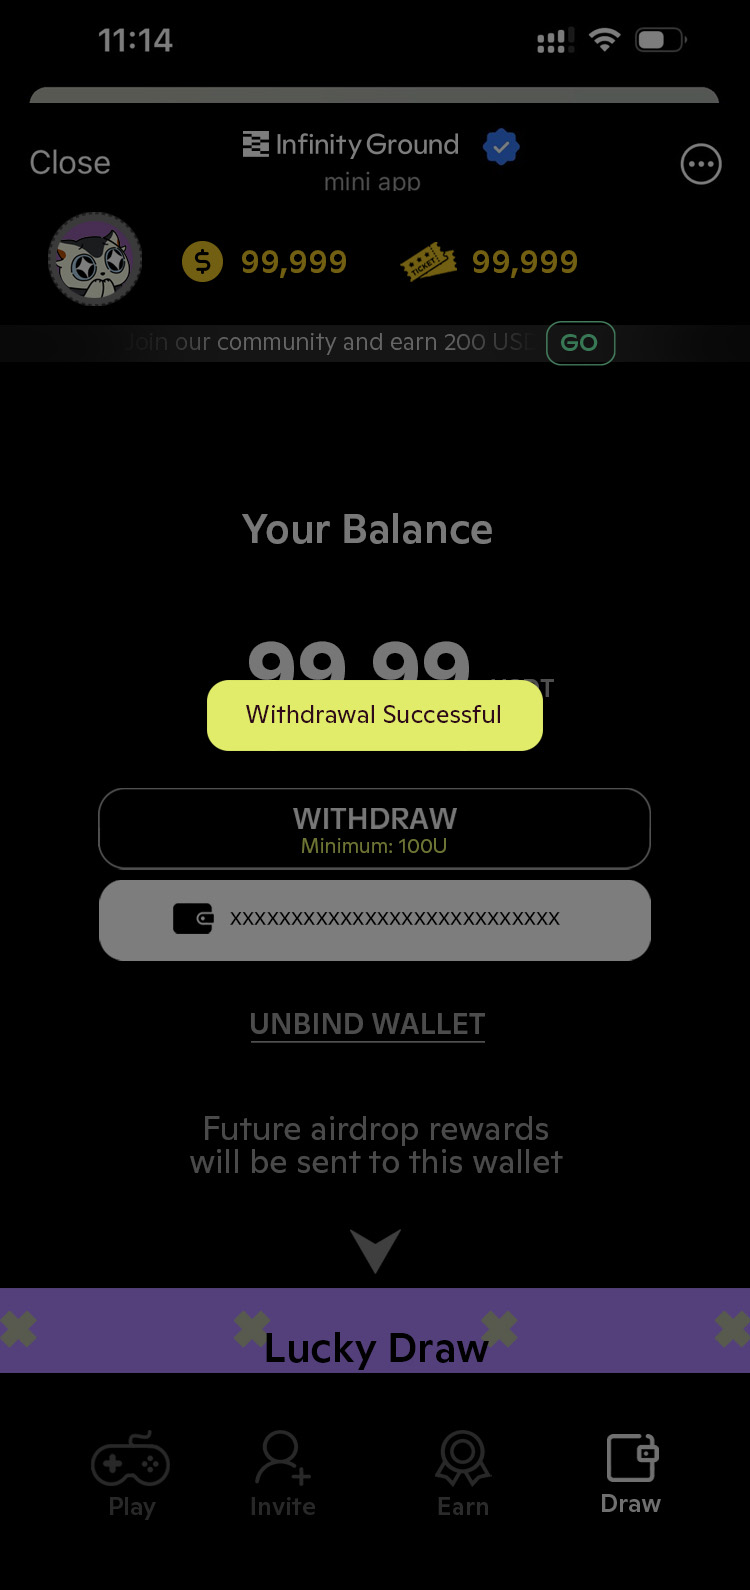 11:14
Close
Infinity Ground
mini app
99,999
TICKET
99,999
Join our community and earn 200 USD
GO
Your Balance
99.99
Withdrawal Successful
WITHDRAW
Minimum: 100U
xxxxxxxxxxxxxxxxxxxxxxxxxxx
UNBIND WALLET
Future airdrop rewards
will be sent to this wallet
Lucky Draw
Play
Invite
Earn
Draw